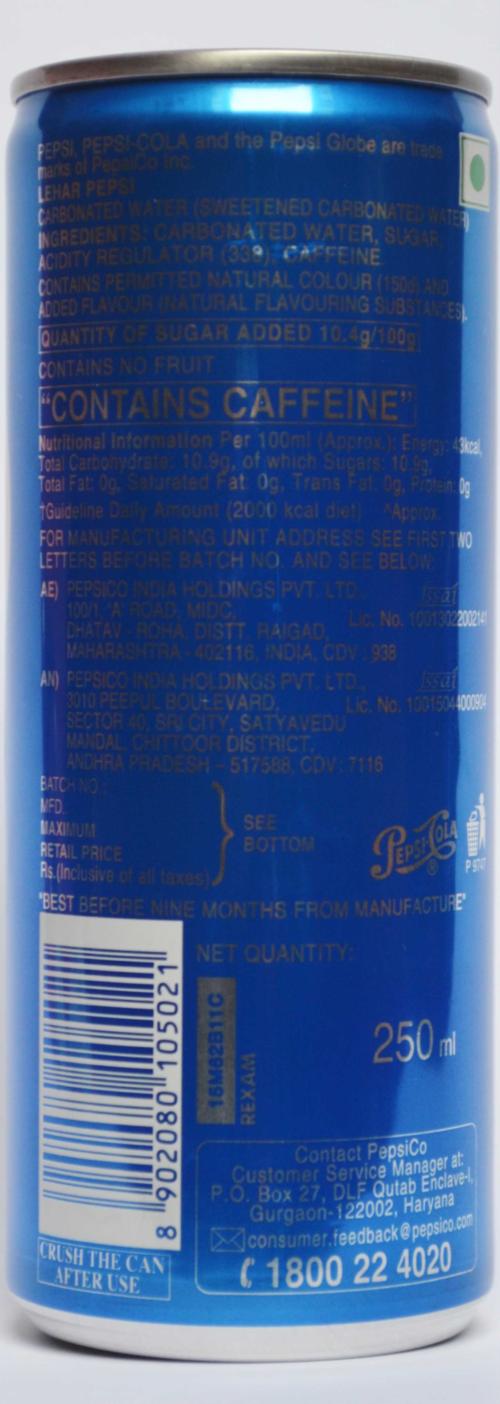 PEPSI, PEPSI-COLA and the Pepsi Globe are trade
marks of PepsiCo Inc.
LEHAR PEPSI
CARBONATED WATER (SWEETENED CARBONATED WATER)
INGREDIENTS: CARBONATED WATER, SUGAR,
ACIDITY REGULATOR (338), CAFFEINE.
CONTAINS PERMITTED NATURAL COLOUR (150d) AND
ADDED FLAVOUR (NATURAL FLAVOURING SUBSTANCES).
QUANTITY OF SUGAR ADDED 10.4g/100g
CONTAINS NO FRUIT
"CONTAINS CAFFEINE"
Nutritional Information Per 100ml (Approx.): Energy: 43kcal,
Total Carbohydrate: 10.9g, of which Sugars: 10.9g,
Total Fat: 0g, Saturated Fat: 0g, Trans Fat: 0g, Protein: 0g
†Guideline Daily Amount (2000 kcal diet) ^Approx.
FOR MANUFACTURING UNIT ADDRESS SEE FIRST TWO
LETTERS BEFORE BATCH NO. AND SEE BELOW:
AE) PEPSICO INDIA HOLDINGS PVT. LTD.,
100/1, 'A' ROAD, MIDC,
DHATAV - ROHA, DISTT. RAIGAD,
MAHARASHTRA - 402116, INDIA, CDV : 938
fssai
Lic. No. 10013022002141
AN) PEPSICO INDIA HOLDINGS PVT. LTD.,
3010 PEEPUL BOULEVARD,
SECTOR 40, SRI CITY, SATYAVEDU
MANDAL, CHITTOOR DISTRICT,
ANDHRA PRADESH – 517588, CDV : 7116
fssai
Lic. No. 10015044000904
BATCH NO.:
MFD.
MAXIMUM
RETAIL PRICE
Rs.(Inclusive of all taxes)
SEE
BOTTOM
PEPSI-COLA
®
P 9747
"BEST BEFORE NINE MONTHS FROM MANUFACTURE"
NET QUANTITY:
250 ml
REXAM
8 902080 105021
CRUSH THE CAN
AFTER USE
Contact PepsiCo
Customer Service Manager at:
P.O. Box 27, DLF Qutab Enclave-I,
Gurgaon-122002, Haryana
consumer.feedback@pepsico.com
1800 22 4020